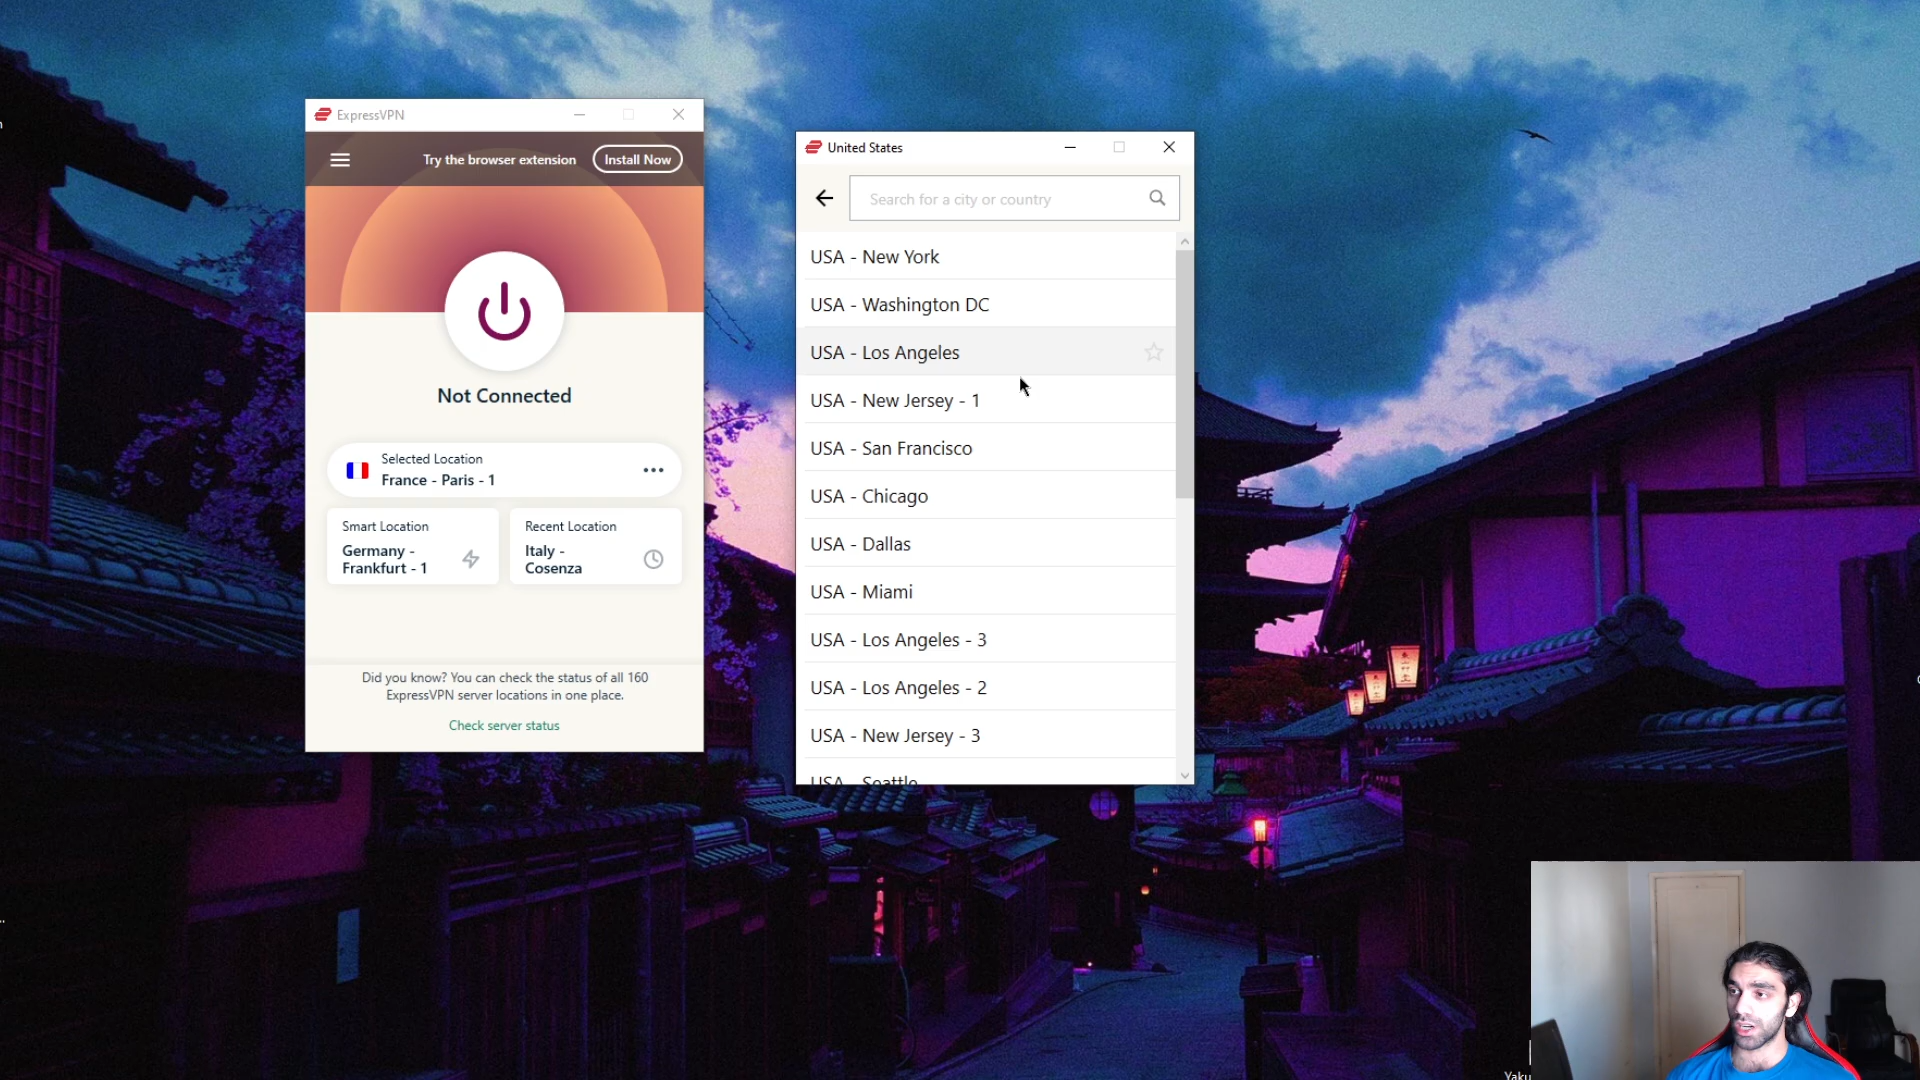 ExpressVPN
Try the browser extension
Install Now
Not Connected
Selected Location
France - Paris - 1
Smart Location
Germany -
Frankfurt - 1
Recent Location
Italy -
Cosenza
Did you know? You can check the status of all 160
ExpressVPN server locations in one place.
Check server status
United States
Search for a city or country
USA - New York
USA - Washington DC
USA - Los Angeles
USA - New Jersey - 1
USA - San Francisco
USA - Chicago
USA - Dallas
USA - Miami
USA - Los Angeles - 3
USA - Los Angeles - 2
USA - New Jersey - 3
USA - Seattle
Yaku